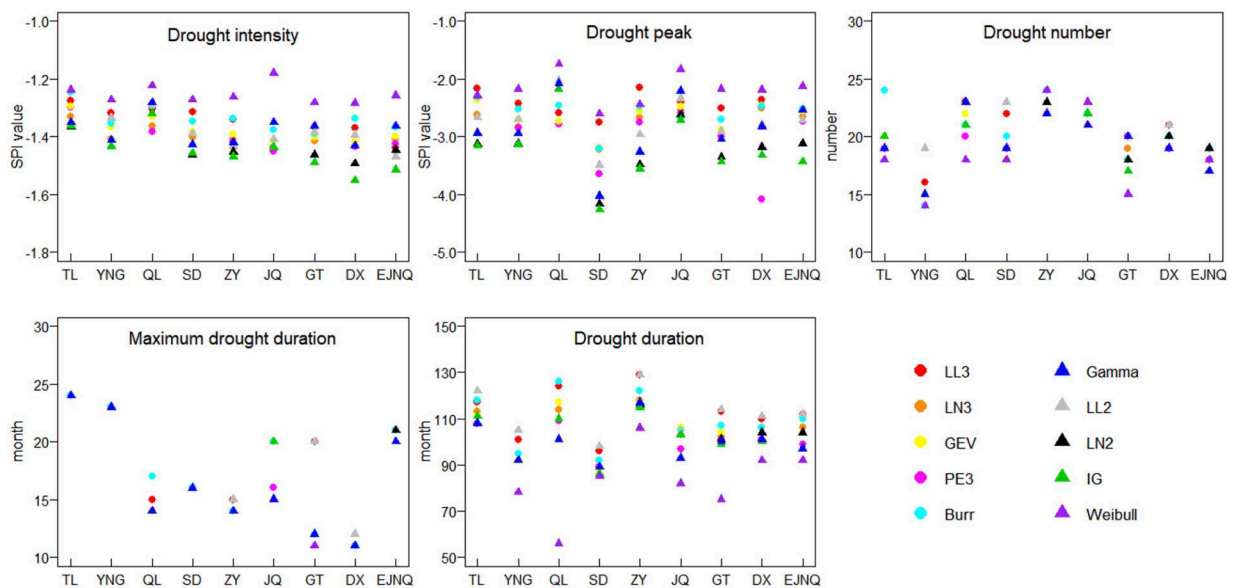 Drought intensity
SPI value
-1.0
-1.2
-1.4
-1.6
-1.8
TL YNG QL SD ZY JQ GT DX EJNQ
Drought peak
SPI value
-1.0
-2.0
-3.0
-4.0
-5.0
TL YNG QL SD ZY JQ GT DX EJNQ
Drought number
number
30
25
20
15
10
TL YNG QL SD ZY JQ GT DX EJNQ
Maximum drought duration
month
30
25
20
15
10
TL YNG QL SD ZY JQ GT DX EJNQ
Drought duration
month
150
130
110
90
70
50
TL YNG QL SD ZY JQ GT DX EJNQ
LL3
LN3
GEV
PE3
Burr
Gamma
LL2
LN2
IG
Weibull